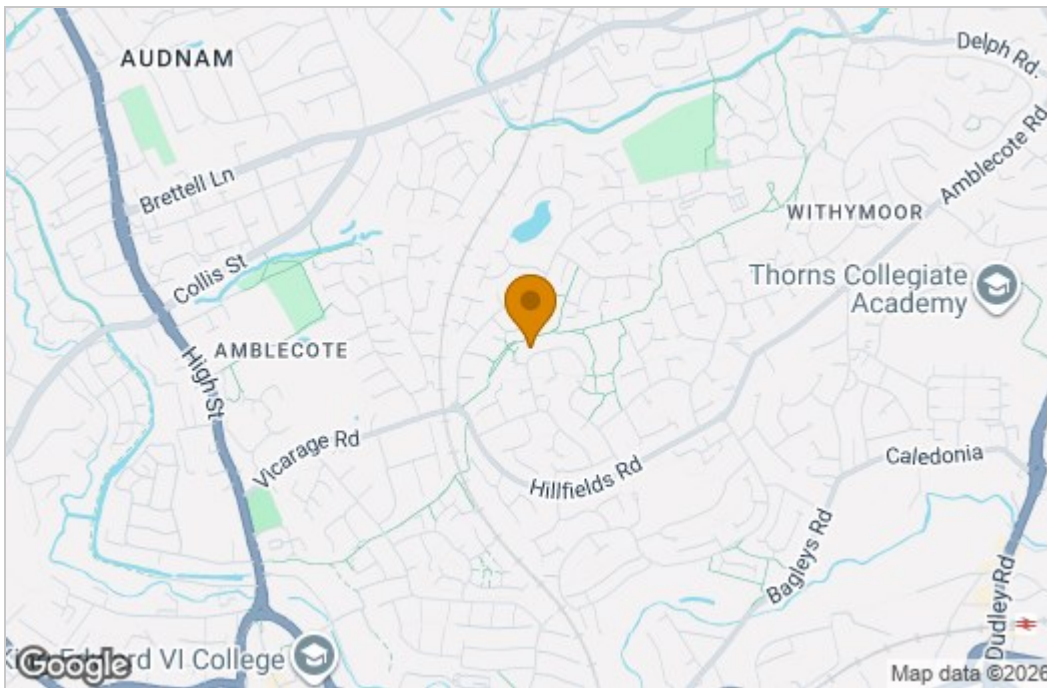 AUDNAM
Delph Rd.
Brettell Ln
Amblecote Rd
WITHYMOOR
Collis St
Thorns Collegiate
Academy
AMBLECOTE
High St
Vicarage Rd
Caledonia
Hillfields Rd
Bagleys Rd
Dudley Rd
VI College
Google
Map data ©2026